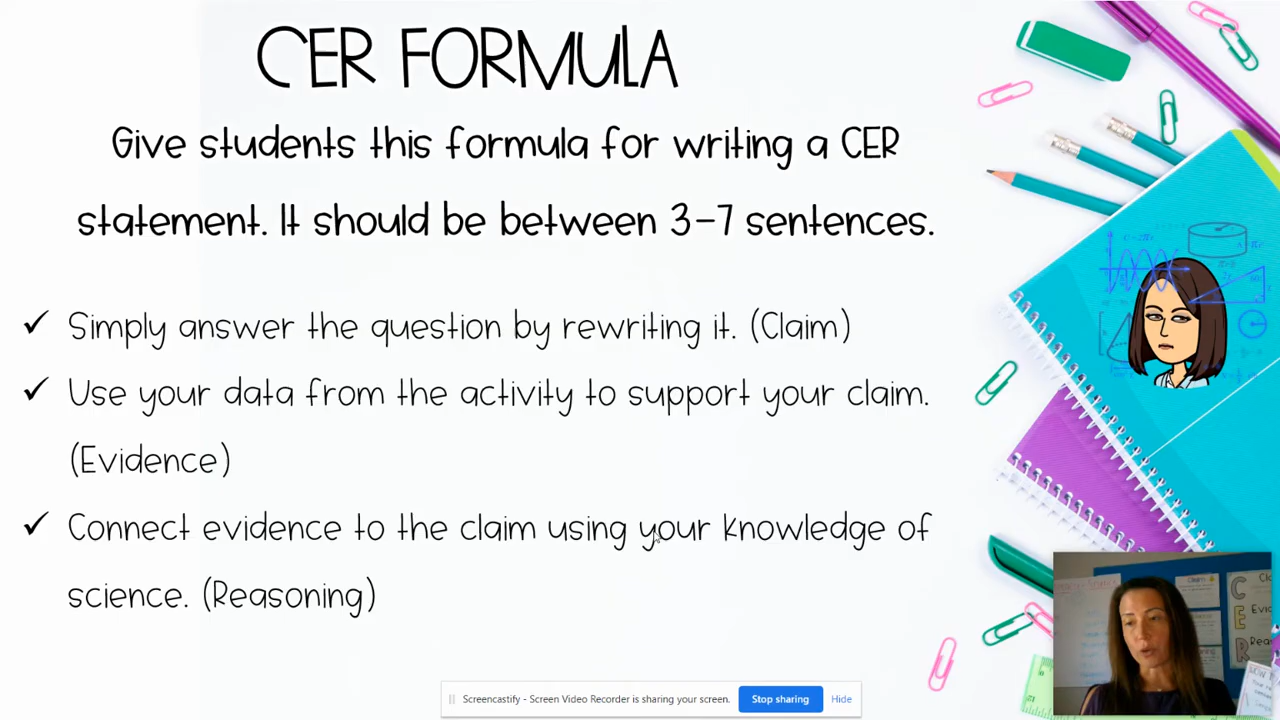 CER FORMULA
Give students this formula for writing a CER
statement. It should be between 3-7 sentences.
✓ Simply answer the question by rewriting it. (Claim)
✓ Use your data from the activity to support your claim.
(Evidence)
✓ Connect evidence to the claim using your knowledge of
science. (Reasoning)
Screencastify - Screen Video Recorder is sharing your screen.
Stop sharing
Hide